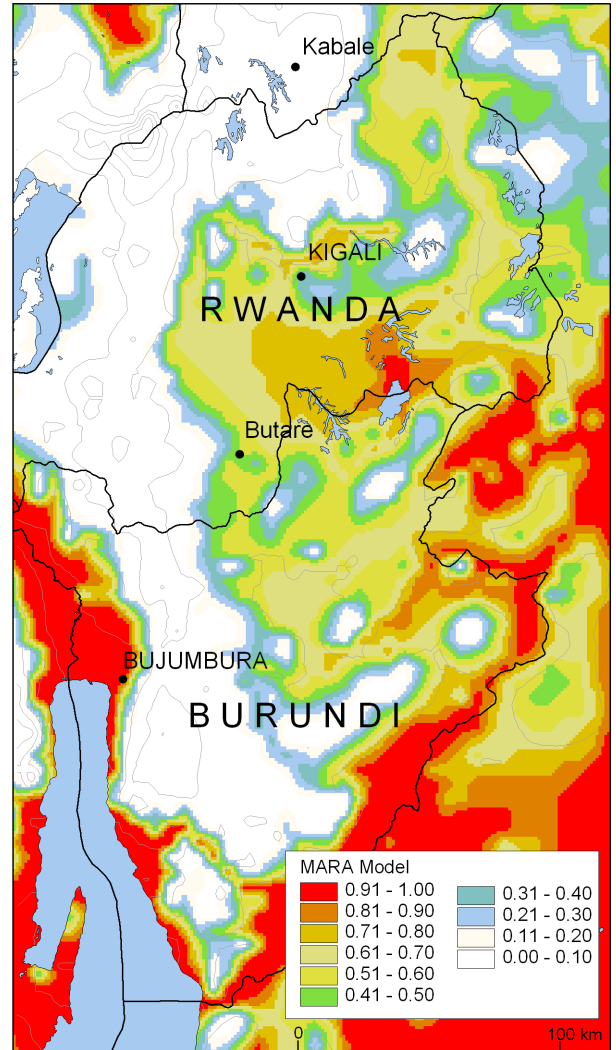 Kabale
KIGALI
RWANDA
Butare
BUJUMBURA
BURUNDI
MARA Model
0.91 - 1.00
0.81 - 0.90
0.71 - 0.80
0.61 - 0.70
0.51 - 0.60
0.41 - 0.50
0.31 - 0.40
0.21 - 0.30
0.11 - 0.20
0.00 - 0.10
0 100 km